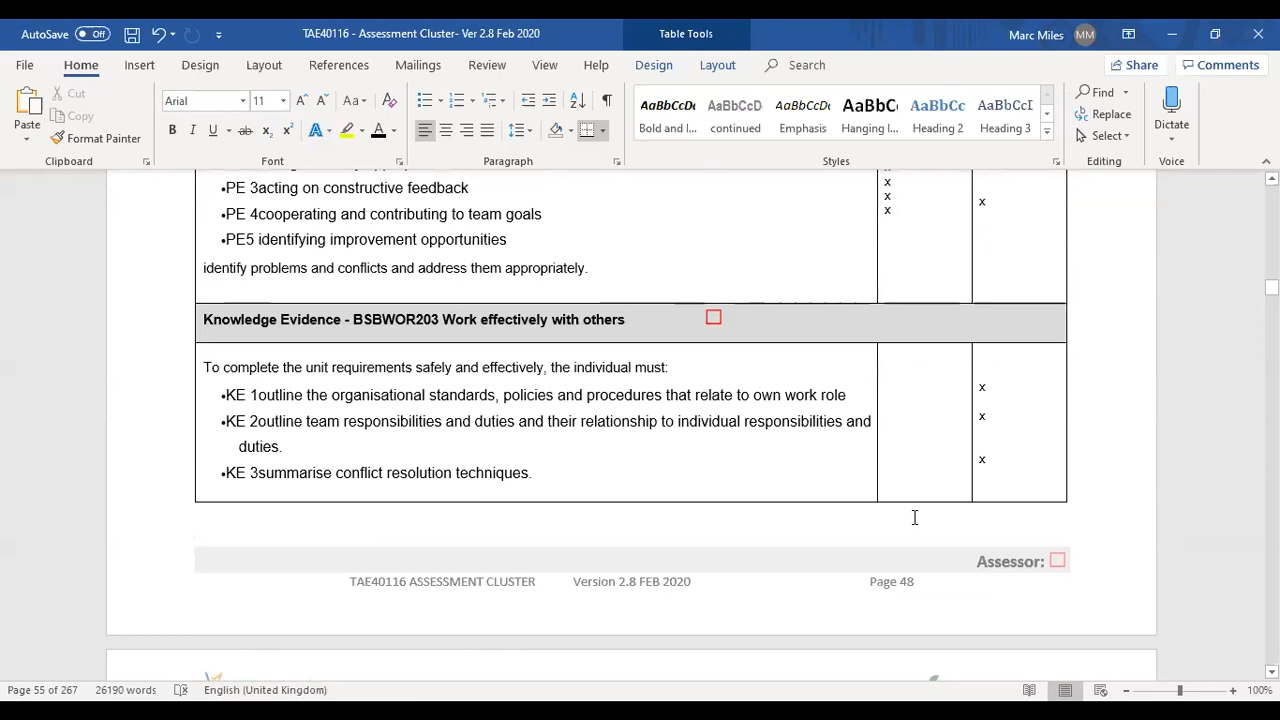 AutoSave Off TAE40116 - Assessment Cluster- Ver 2.8 Feb 2020 Table Tools Marc Miles MM
File Home Insert Design Layout References Mailings Review View Help Design Layout Search Share Comments
Paste Cut Copy Format Painter
Arial 11 Aa
B I U ab x₂ x² A A
AaBbCcDc AaBbCcDc AaBbCcDc AaBbC AaBbCc AaBbCcI
Bold and I... continued Emphasis Hanging I... Heading 2 Heading 3
Find
Replace
Select
Dictate
Clipboard Font Paragraph Styles Editing Voice
•PE 3acting on constructive feedback x
x x
•PE 4cooperating and contributing to team goals x
•PE5 identifying improvement opportunities
identify problems and conflicts and address them appropriately.
Knowledge Evidence - BSBWOR203 Work effectively with others
To complete the unit requirements safely and effectively, the individual must:
•KE 1outline the organisational standards, policies and procedures that relate to own work role x
•KE 2outline team responsibilities and duties and their relationship to individual responsibilities and x
duties. x
•KE 3summarise conflict resolution techniques.
Assessor:
TAE40116 ASSESSMENT CLUSTER Version 2.8 FEB 2020 Page 48
Page 55 of 267 26190 words English (United Kingdom) 100%